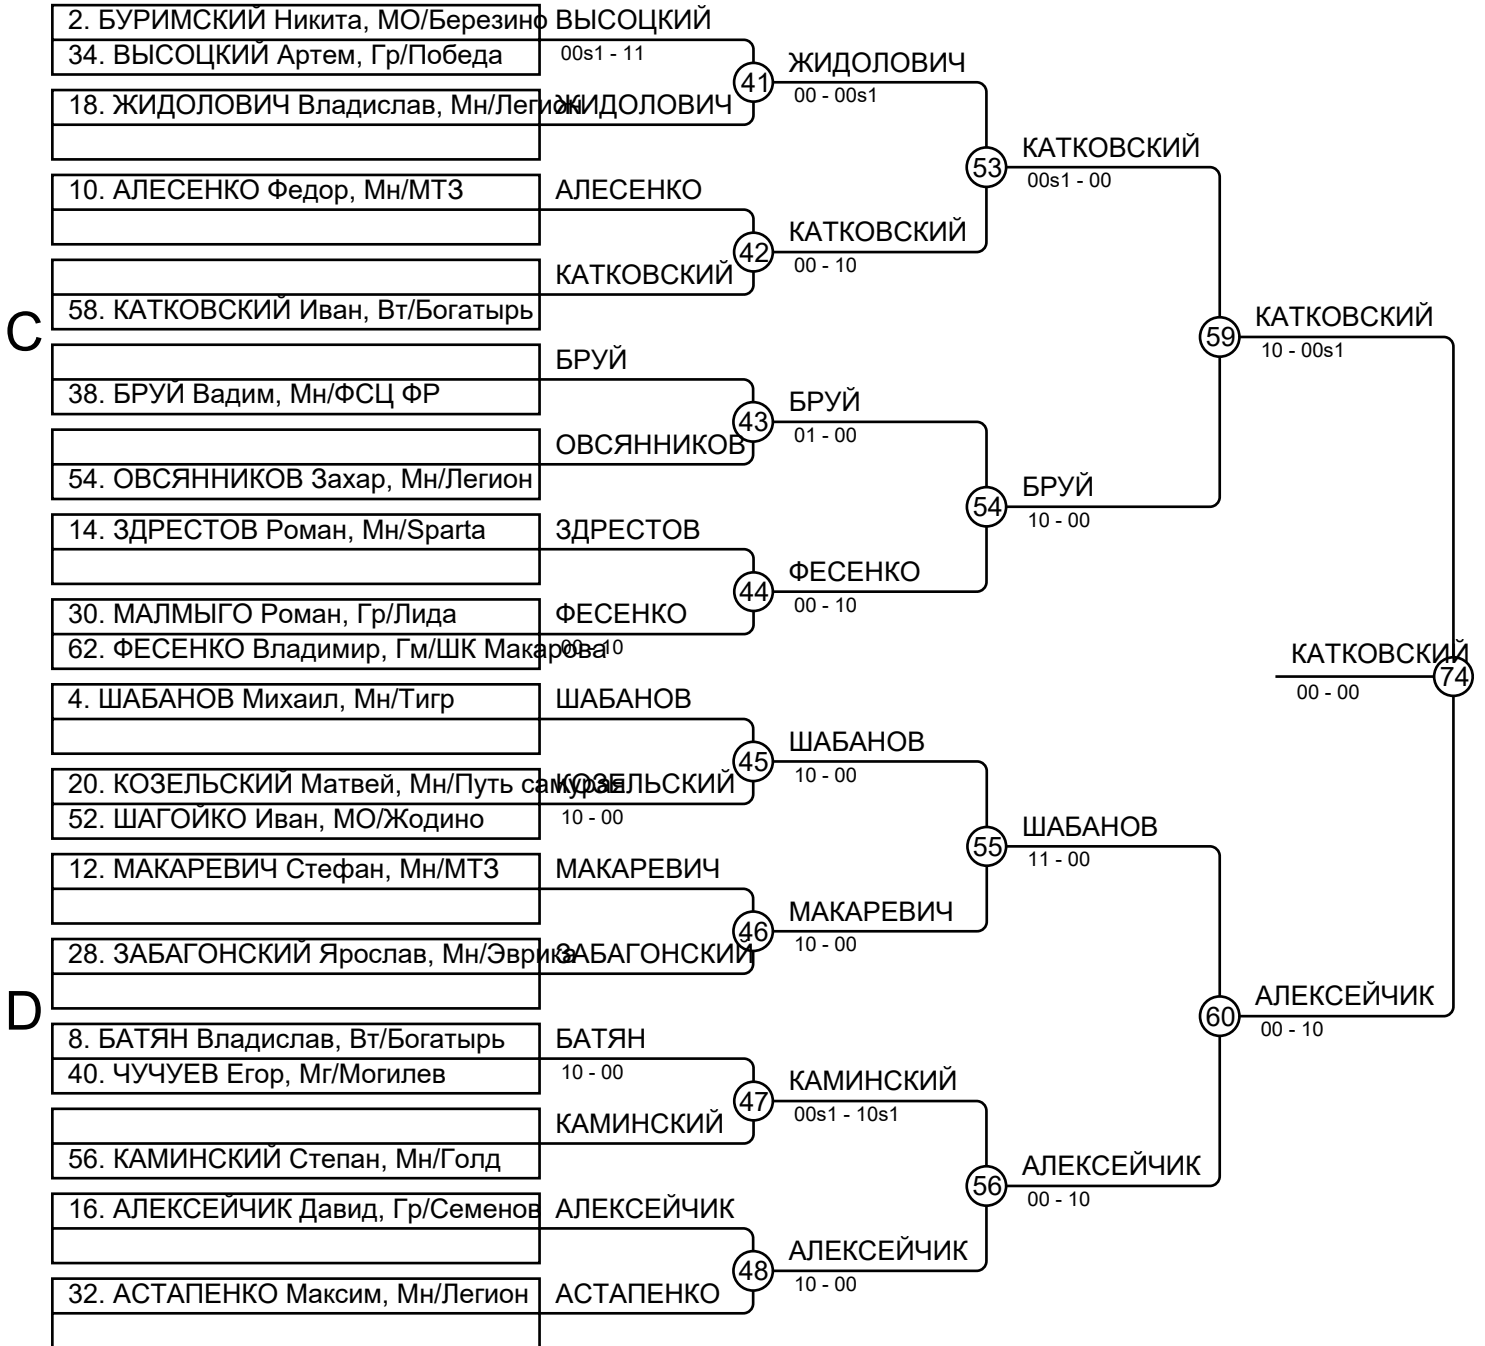 2. БУРИМСКИЙ Никита, МО/Березино
ВЫСОЦКИЙ
34. ВЫСОЦКИЙ Артем, Гр/Победа
00s1 - 11
41
ЖИДОЛОВИЧ
00 - 00s1
18. ЖИДОЛОВИЧ Владислав, Мн/Легион
ЖИДОЛОВИЧ
53
КАТКОВСКИЙ
00s1 - 00
10. АЛЕСЕНКО Федор, Мн/МТЗ
АЛЕСЕНКО
42
КАТКОВСКИЙ
00 - 10
КАТКОВСКИЙ
58. КАТКОВСКИЙ Иван, Вт/Богатырь
C
59
КАТКОВСКИЙ
10 - 00s1
БРУЙ
38. БРУЙ Вадим, Мн/ФСЦ ФР
43
БРУЙ
01 - 00
ОВСЯННИКОВ
54. ОВСЯННИКОВ Захар, Мн/Легион
54
БРУЙ
10 - 00
14. ЗДРЕСТОВ Роман, Мн/Sparta
ЗДРЕСТОВ
44
ФЕСЕНКО
00 - 10
30. МАЛМЫГО Роман, Гр/Лида
ФЕСЕНКО
62. ФЕСЕНКО Владимир, Гм/ШК Макарова
00 - 10
КАТКОВСКИЙ
74
00 - 00
4. ШАБАНОВ Михаил, Мн/Тигр
ШАБАНОВ
45
ШАБАНОВ
10 - 00
20. КОЗЕЛЬСКИЙ Матвей, Мн/Путь самурая
КОЗЕЛЬСКИЙ
52. ШАГОЙКО Иван, МО/Жодино
10 - 00
55
ШАБАНОВ
11 - 00
12. МАКАРЕВИЧ Стефан, Мн/МТЗ
МАКАРЕВИЧ
46
МАКАРЕВИЧ
10 - 00
28. ЗАБАГОНСКИЙ Ярослав, Мн/Эврика
ЗАБАГОНСКИЙ
D
60
АЛЕКСЕЙЧИК
00 - 10
8. БАТЯН Владислав, Вт/Богатырь
БАТЯН
40. ЧУЧУЕВ Егор, Мг/Могилев
10 - 00
47
КАМИНСКИЙ
00s1 - 10s1
КАМИНСКИЙ
56. КАМИНСКИЙ Степан, Мн/Голд
56
АЛЕКСЕЙЧИК
00 - 10
16. АЛЕКСЕЙЧИК Давид, Гр/Семенов
АЛЕКСЕЙЧИК
48
АЛЕКСЕЙЧИК
10 - 00
32. АСТАПЕНКО Максим, Мн/Легион
АСТАПЕНКО